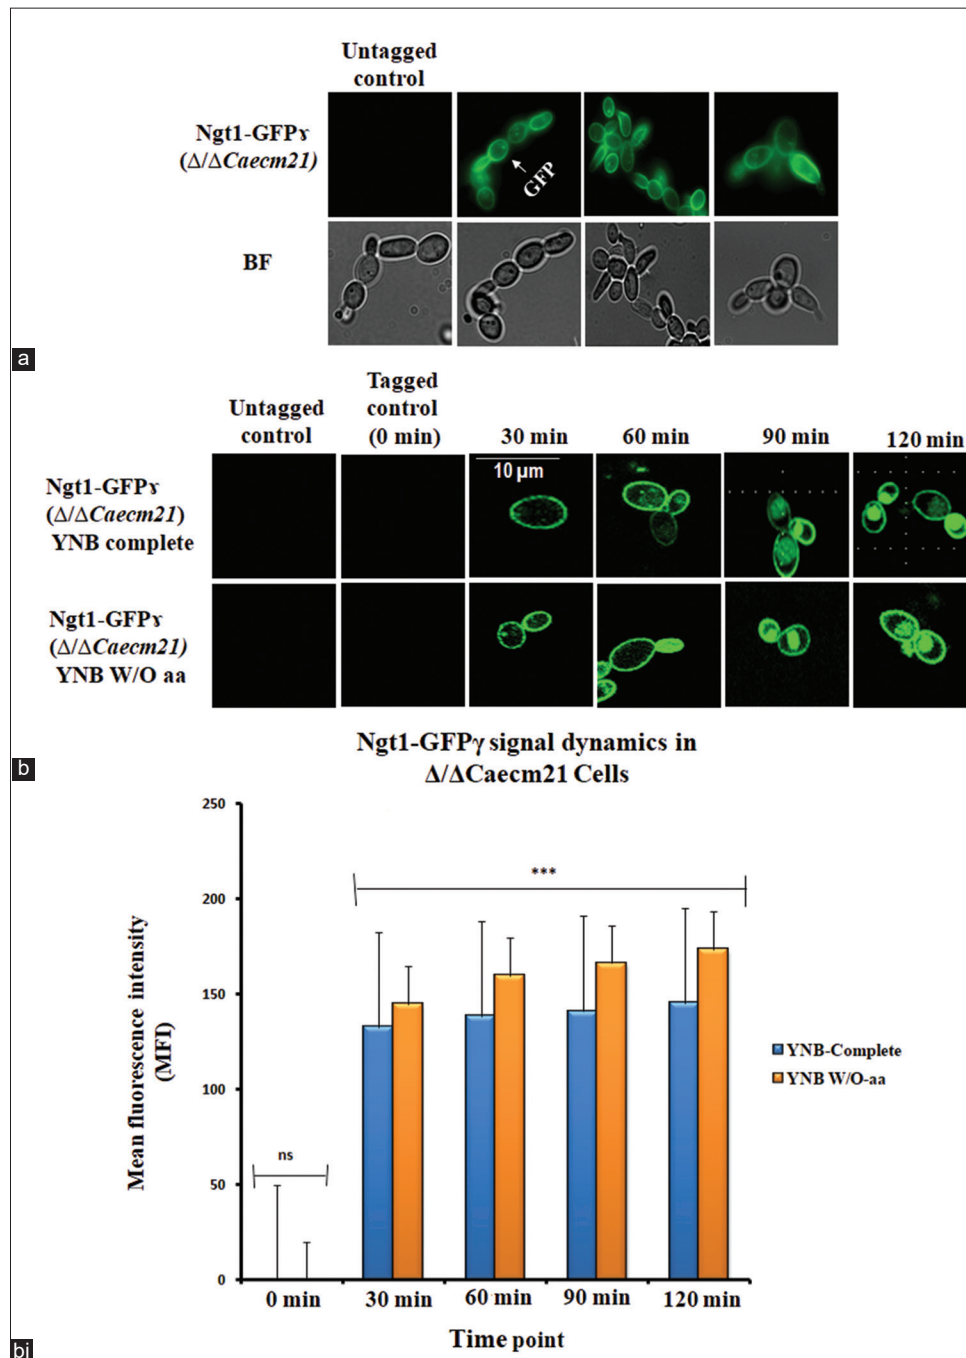 Untagged
control
Ngt1-GFPɤ
(Δ/ΔCaecm21)
GFP
BF
a
Untagged
control
Tagged
control
(0 min)
30 min
60 min
90 min
120 min
10 µm
Ngt1-GFPɤ
(Δ/ΔCaecm21)
YNB complete
Ngt1-GFPɤ
(Δ/ΔCaecm21)
YNB W/O aa
b
Ngt1-GFPγ signal dynamics in
Δ/ΔCaecm21 Cells
250
200
150
100
50
0
Mean fluorescence intensity
(MFI)
ns
***
YNB-Complete
YNB W/O-aa
0 min
30 min
60 min
90 min
120 min
Time point
bi